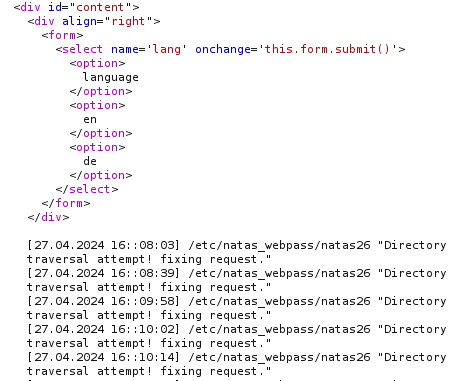 <div id="content">
<div align="right">
<form>
<select name='lang' onchange='this.form.submit()'>
<option>
language
</option>
<option>
en
</option>
<option>
de
</option>
</select>
</form>
</div>
[27.04.2024 16::08:03] /etc/natas_webpass/natas26 "Directory
traversal attempt! fixing request."
[27.04.2024 16::08:39] /etc/natas_webpass/natas26 "Directory
traversal attempt! fixing request."
[27.04.2024 16::09:58] /etc/natas_webpass/natas26 "Directory
traversal attempt! fixing request."
[27.04.2024 16::10:02] /etc/natas_webpass/natas26 "Directory
traversal attempt! fixing request."
[27.04.2024 16::10:14] /etc/natas_webpass/natas26 "Directory
traversal attempt! fixing request."